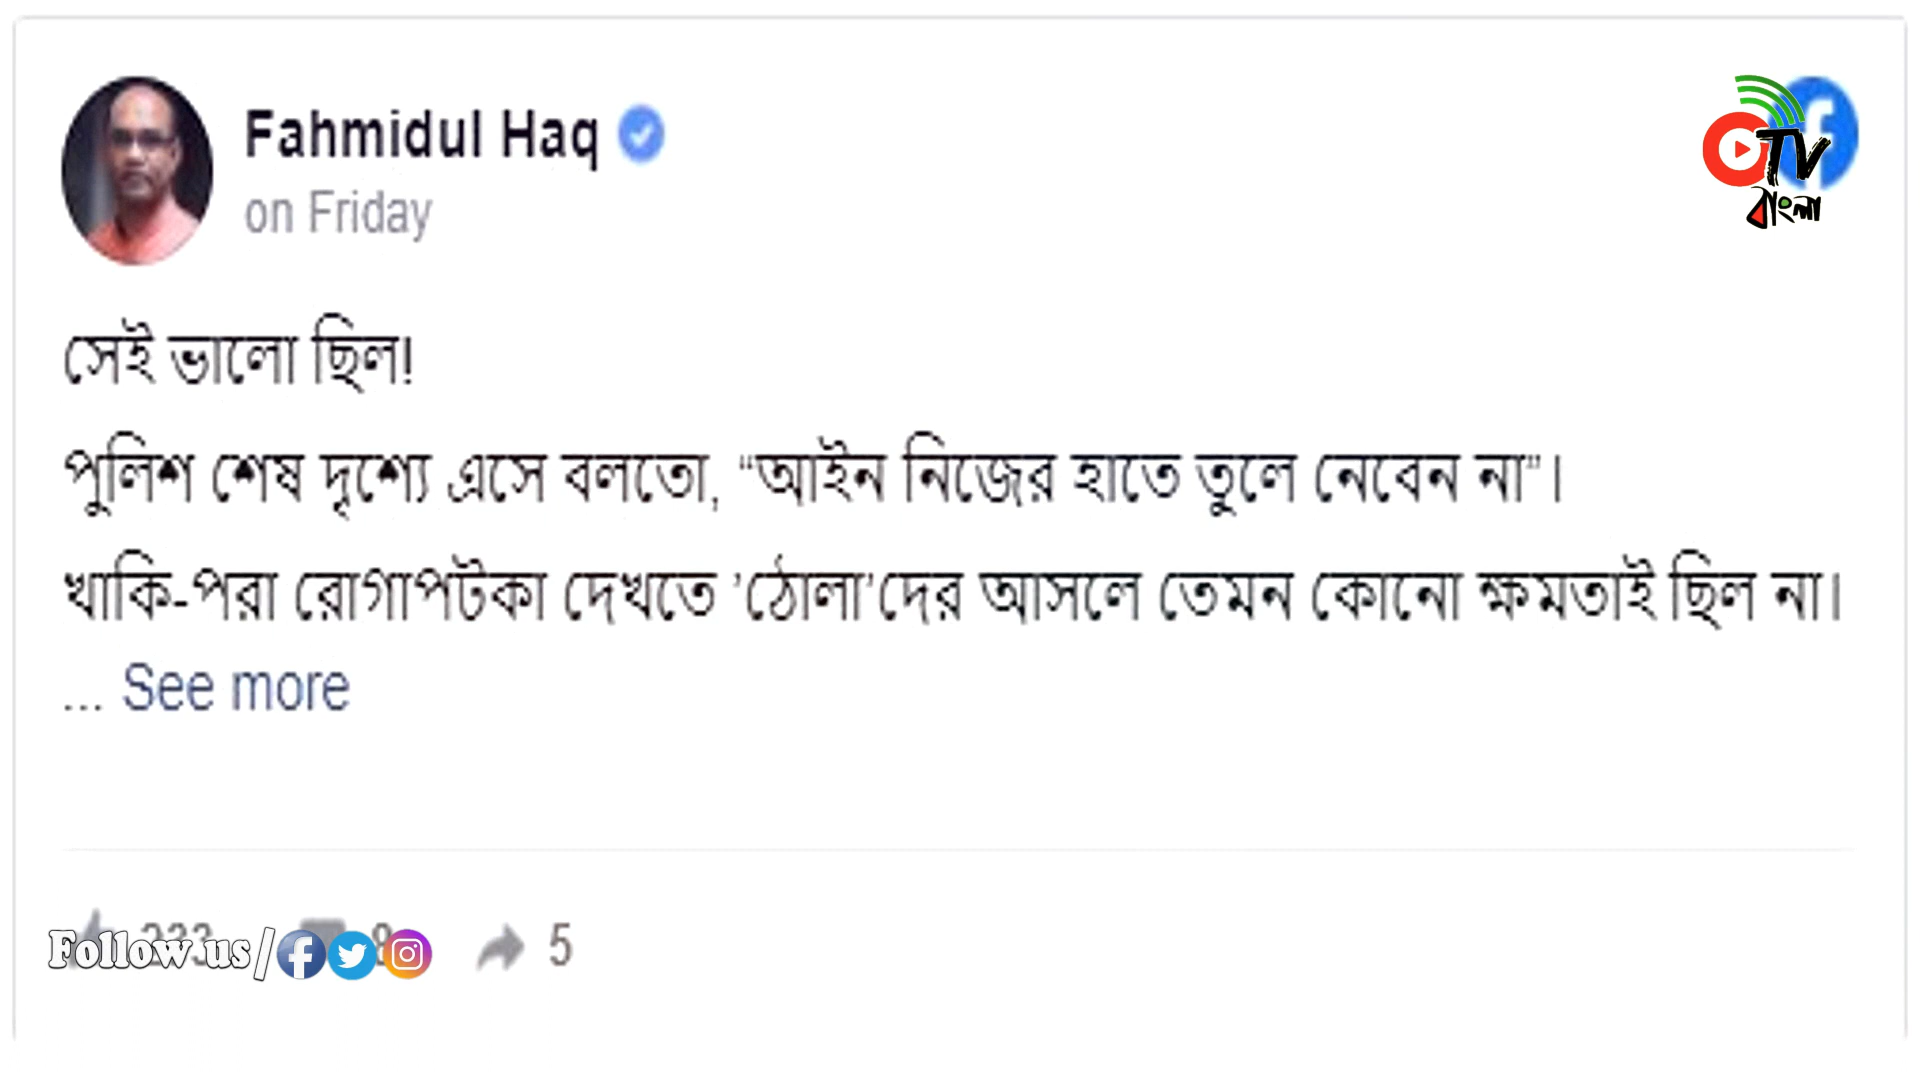 Fahmidul Haq
on Friday
TV
বাংলা
সেই ভালো ছিল!
পুলিশ শেষ দৃশ্যে এসে বলতো, “আইন নিজের হাতে তুলে নেবেন না”।
খাকি-পরা রোগাপটকা দেখতে 'ঠোলা'দের আসলে তেমন কোনো ক্ষমতাই ছিল না।
... See more
Follow us/
5